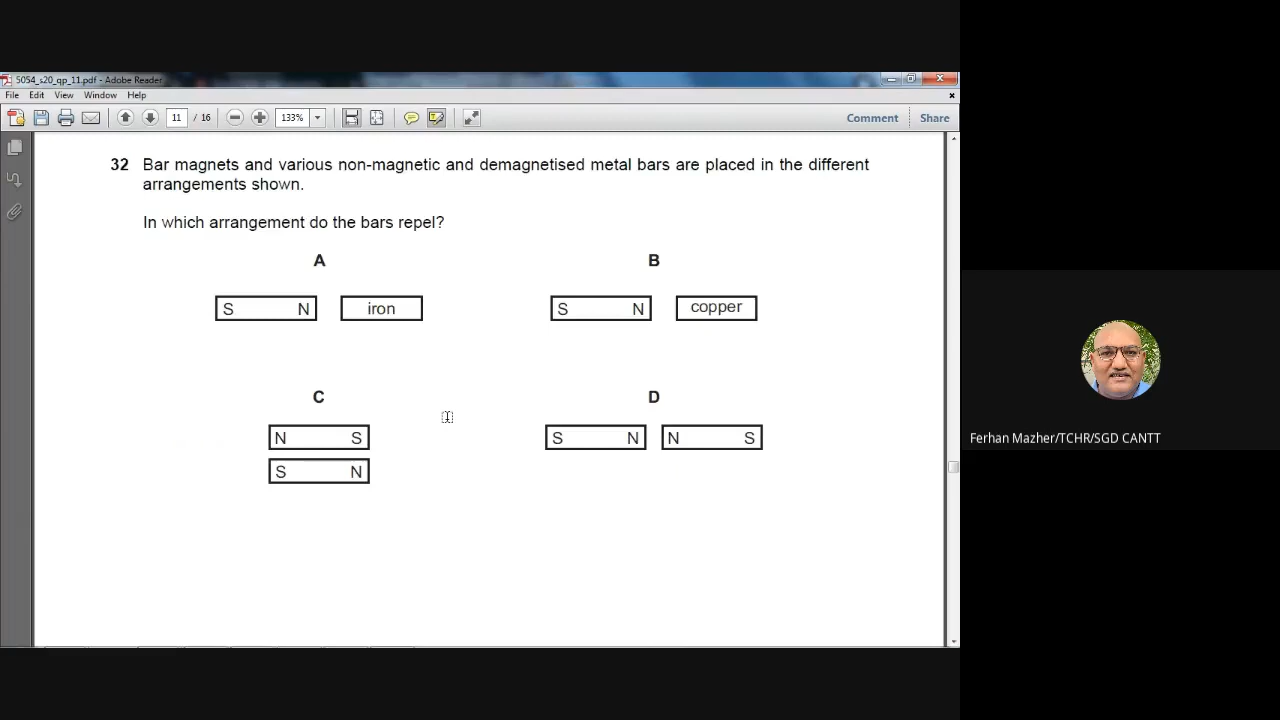 5054_s20_qp_11.pdf - Adobe Reader
File Edit View Window Help
11 / 16 133% Comment Share
32 Bar magnets and various non-magnetic and demagnetised metal bars are placed in the different
arrangements shown.
In which arrangement do the bars repel?
A B
S N iron S N copper
C D
N S S N N S
S N
Ferhan Mazher/TCHR/SGD CANTT